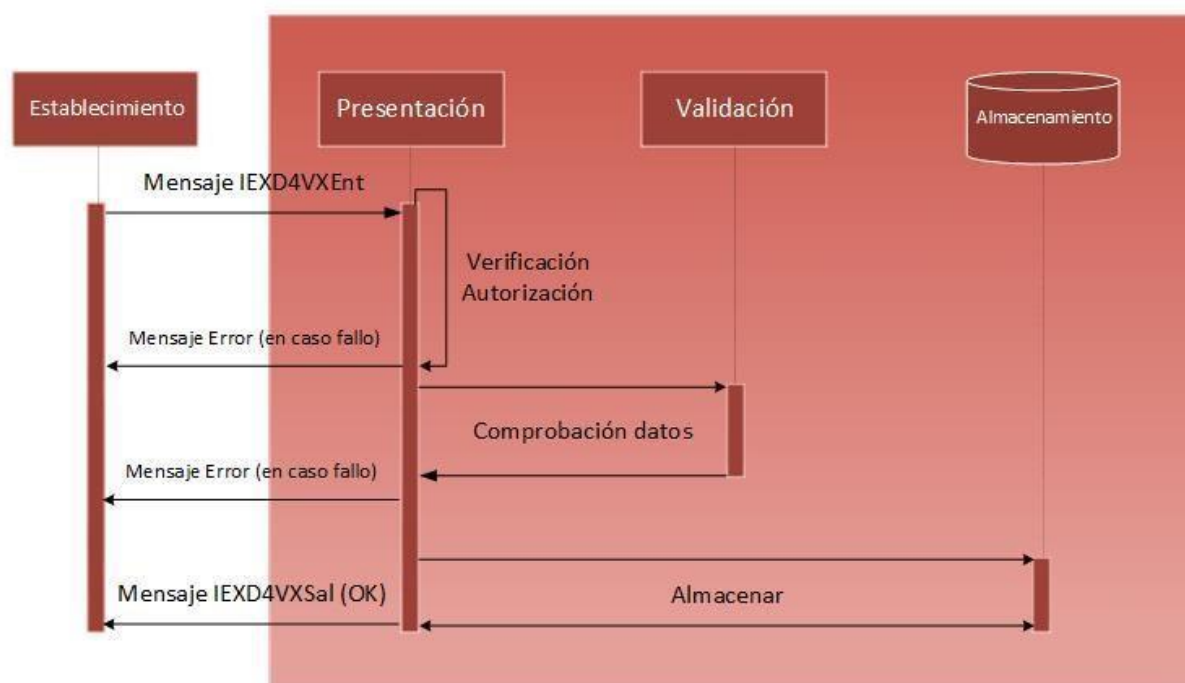 Establecimiento
Presentación
Validación
Almacenamiento
Mensaje IEXD4VXEnt
Verificación
Autorización
Mensaje Error (en caso fallo)
Comprobación datos
Mensaje Error (en caso fallo)
Mensaje IEXD4VXSal (OK)
Almacenar